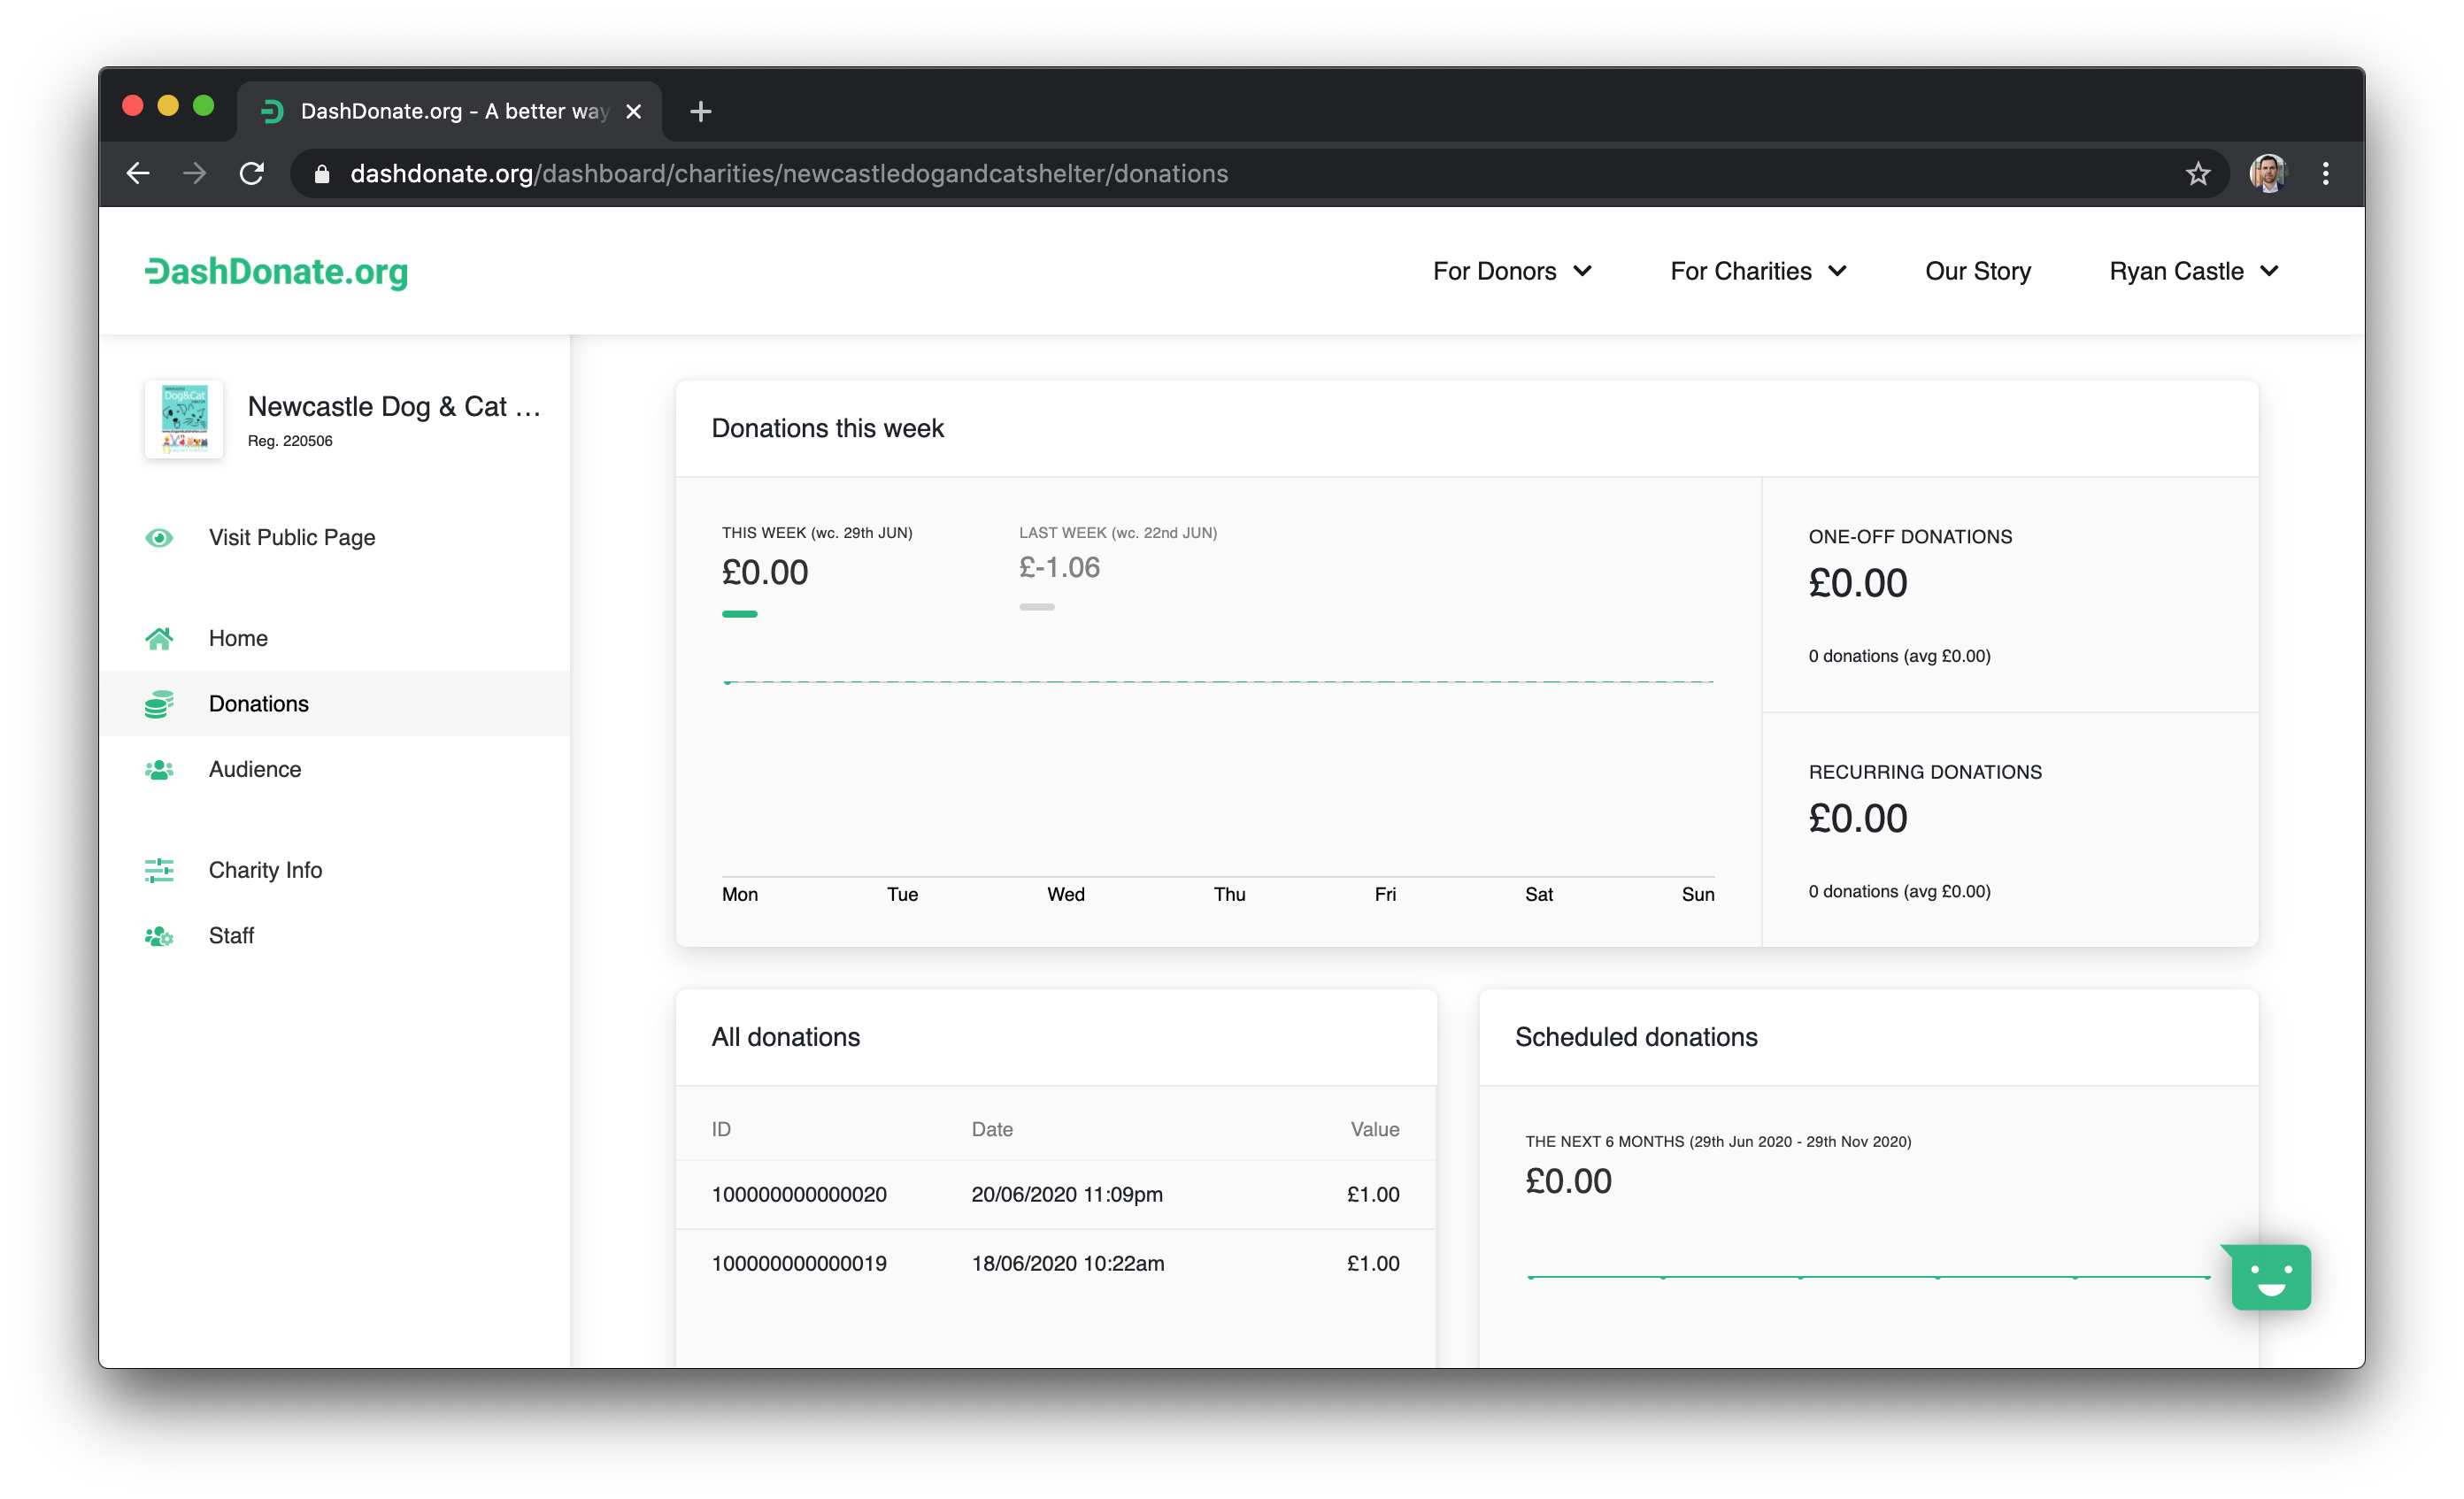 DashDonate.org - A better way
dashdonate.org/dashboard/charities/newcastledogandcatshelter/donations
DashDonate.org
For Donors
For Charities
Our Story
Ryan Castle
Dog&Cat
Newcastle Dog & Cat ...
Reg. 220506
Visit Public Page
Home
Donations
Audience
Charity Info
Staff
Donations this week
THIS WEEK (wc. 29th JUN)
£0.00
LAST WEEK (wc. 22nd JUN)
£-1.06
Mon Tue Wed Thu Fri Sat Sun
ONE-OFF DONATIONS
£0.00
0 donations (avg £0.00)
RECURRING DONATIONS
£0.00
0 donations (avg £0.00)
All donations
ID Date Value
100000000000020 20/06/2020 11:09pm £1.00
100000000000019 18/06/2020 10:22am £1.00
Scheduled donations
THE NEXT 6 MONTHS (29th Jun 2020 - 29th Nov 2020)
£0.00